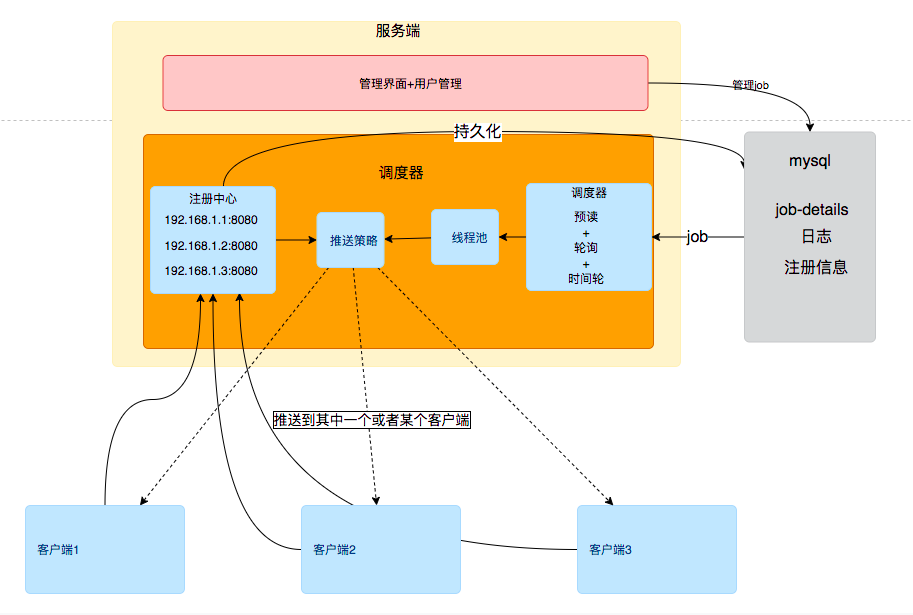 服务端
管理界面+用户管理
管理job
持久化
调度器
注册中心
192.168.1.1:8080
192.168.1.2:8080
192.168.1.3:8080
推送策略
线程池
调度器
预读
+
轮询
+
时间轮
job
mysql
job-details
日志
注册信息
推送到其中一个或者某个客户端
客户端1
客户端2
客户端3